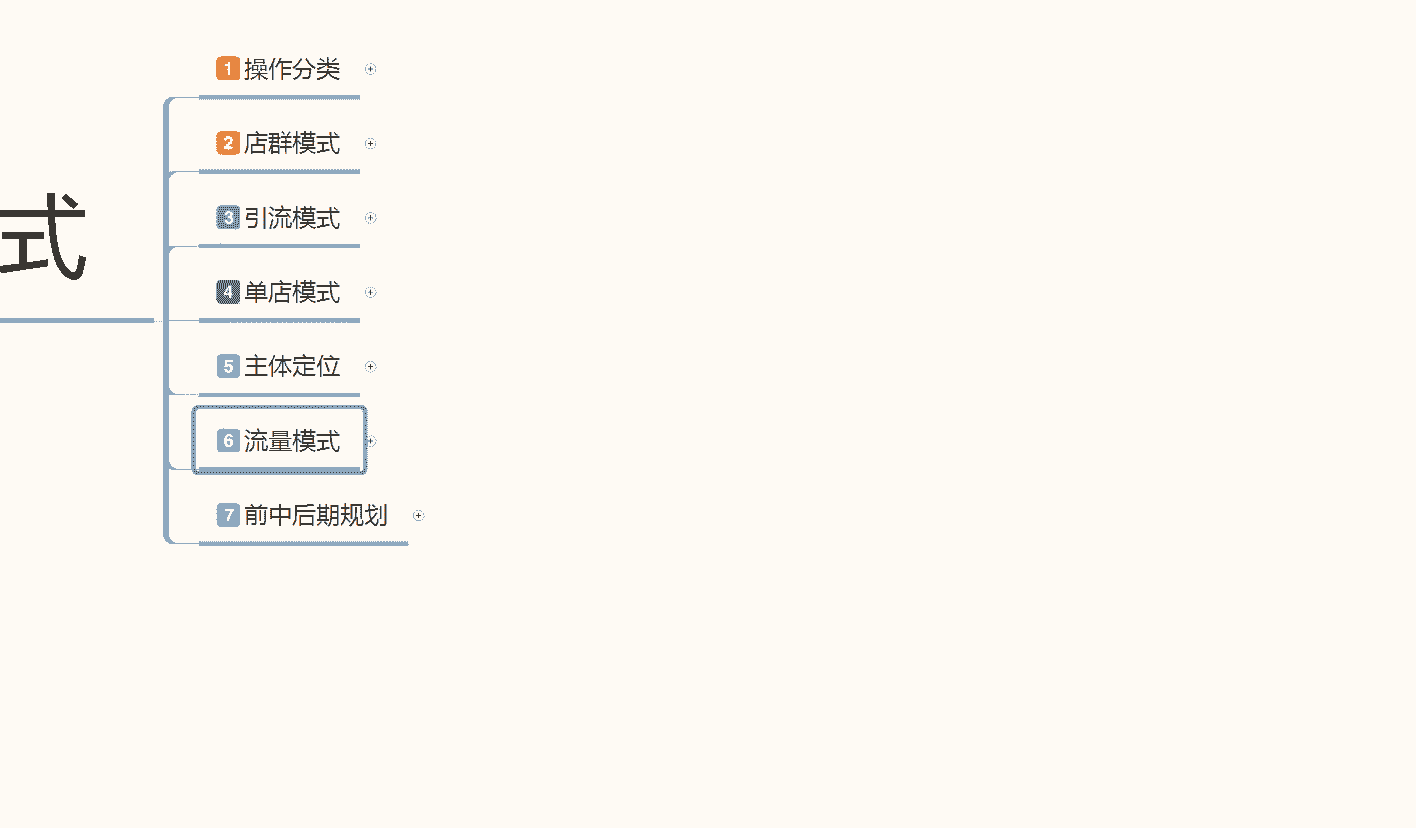 1 操作分类
2 店群模式
式
3 引流模式
4 单店模式
5 主体定位
6 流量模式
7 前中后期规划